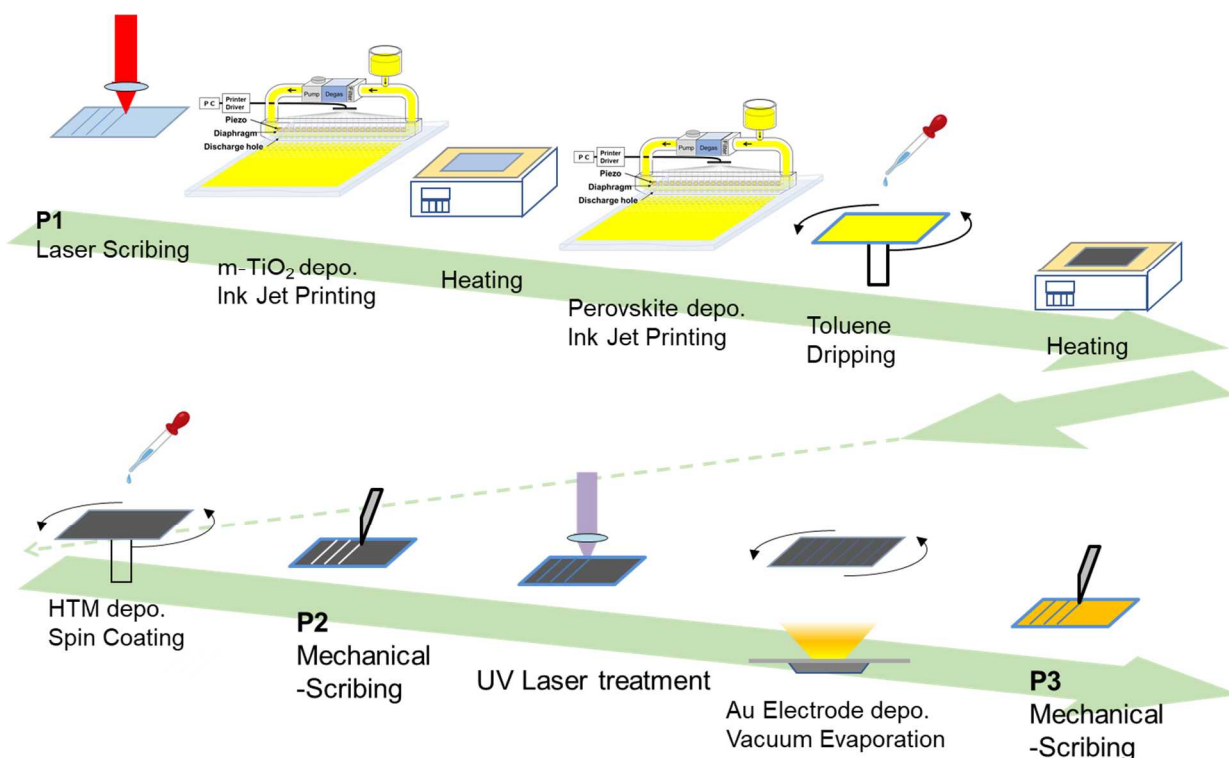 Pump
Degas
Filter
P C
Printer
Driver
Piezo
Diaphragm
Discharge hole
Pump
Degas
Filter
P C
Printer
Driver
Piezo
Diaphragm
Discharge hole
P1
Laser Scribing
m-TiO₂ depo.
Ink Jet Printing
Heating
Perovskite depo.
Ink Jet Printing
Toluene
Dripping
Heating
HTM depo.
Spin Coating
P2
Mechanical
-Scribing
UV Laser treatment
Au Electrode depo.
Vacuum Evaporation
P3
Mechanical
-Scribing